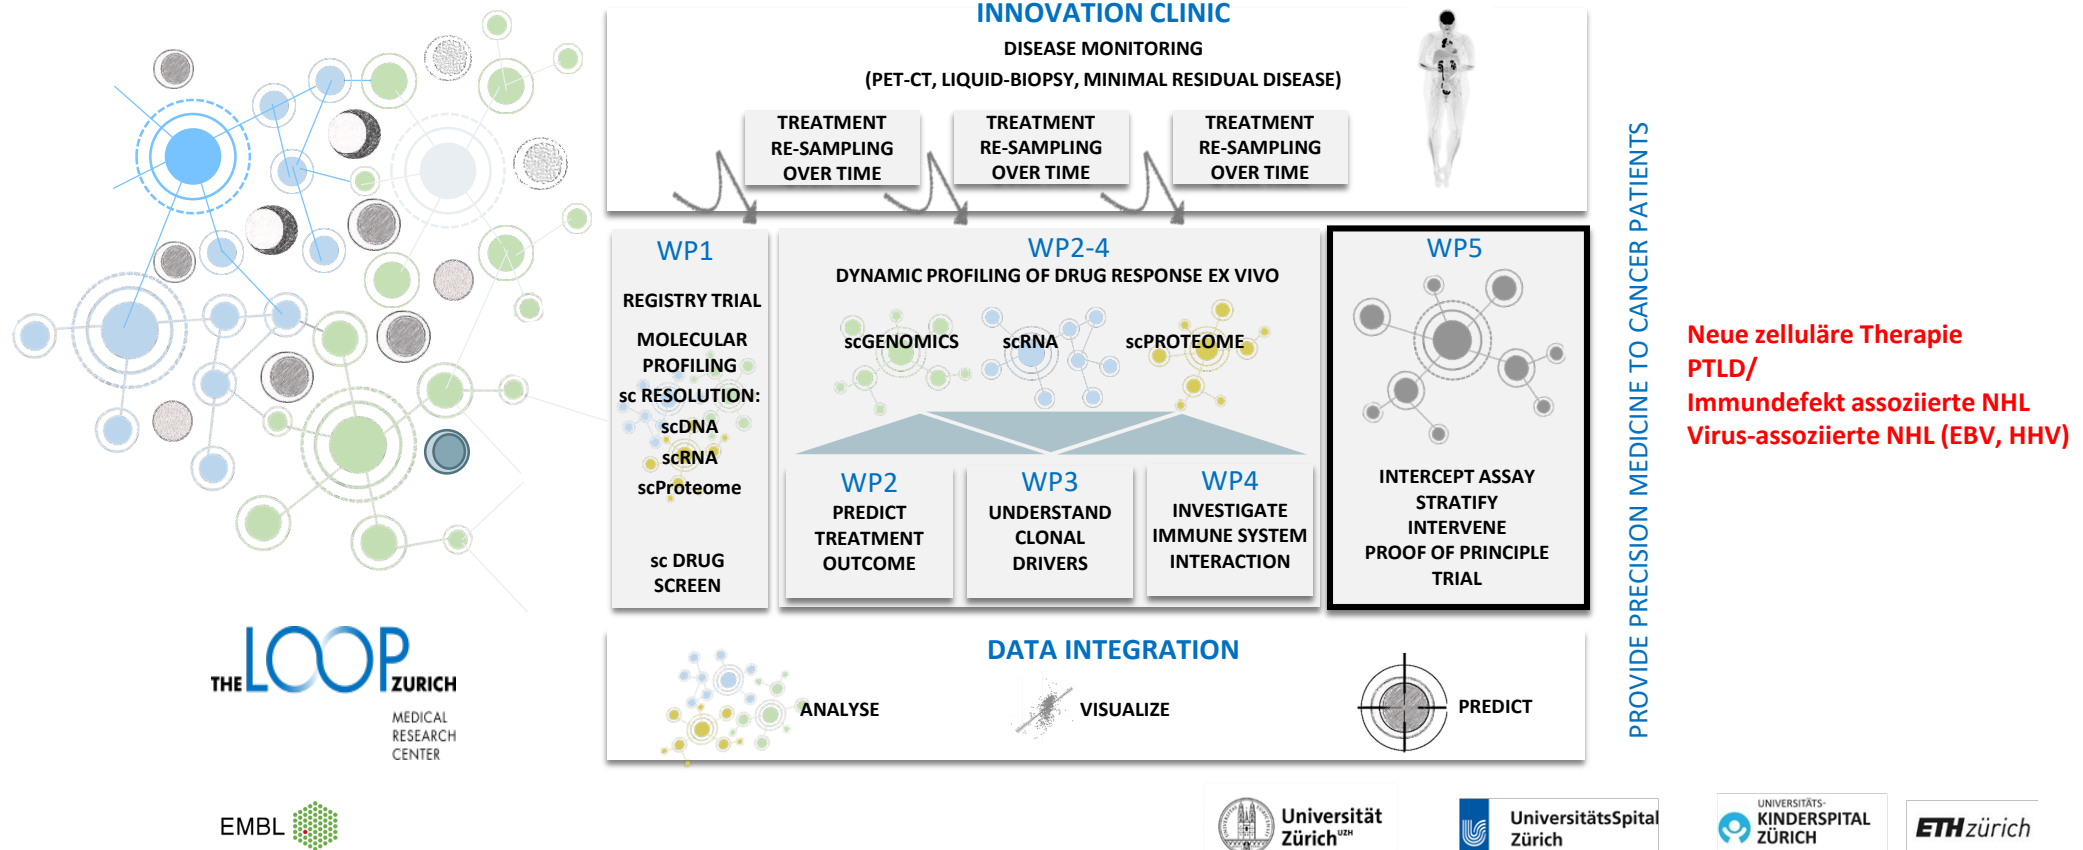 INNOVATION CLINIC
DISEASE MONITORING
(PET-CT, LIQUID-BIOPSY, MINIMAL RESIDUAL DISEASE)
TREATMENT
RE-SAMPLING
OVER TIME
TREATMENT
RE-SAMPLING
OVER TIME
TREATMENT
RE-SAMPLING
OVER TIME
WP1
REGISTRY TRIAL
MOLECULAR
PROFILING
sc RESOLUTION:
scDNA
scRNA
scProteome
sc DRUG
SCREEN
WP2-4
DYNAMIC PROFILING OF DRUG RESPONSE EX VIVO
scGENOMICS
scRNA
scPROTEOME
WP2
PREDICT
TREATMENT
OUTCOME
WP3
UNDERSTAND
CLONAL
DRIVERS
WP4
INVESTIGATE
IMMUNE SYSTEM
INTERACTION
WP5
INTERCEPT ASSAY
STRATIFY
INTERVENE
PROOF OF PRINCIPLE
TRIAL
DATA INTEGRATION
ANALYSE
VISUALIZE
PREDICT
PROVIDE PRECISION MEDICINE TO CANCER PATIENTS
Neue zelluläre Therapie
PTLD/
Immundefekt assoziierte NHL
Virus-assoziierte NHL (EBV, HHV)
THE LOOP ZURICH
MEDICAL
RESEARCH
CENTER
EMBL
Universität
Zürich UZH
UniversitätsSpital
Zürich
UNIVERSITÄTS-
KINDERSPITAL
ZÜRICH
ETH zürich